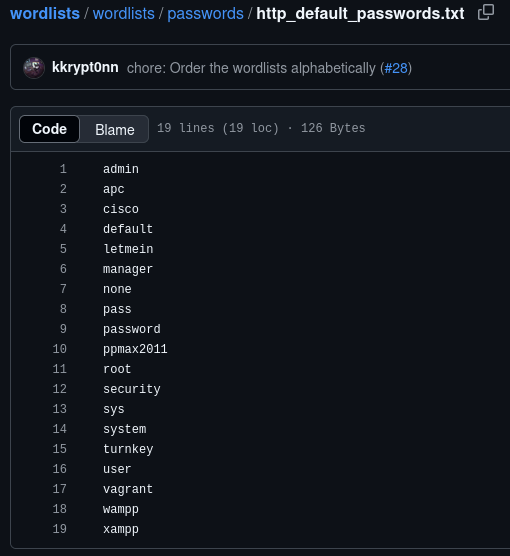 wordlists / wordlists / passwords / http_default_passwords.txt
kkrypt0nn chore: Order the wordlists alphabetically (#28)
Code Blame 19 lines (19 loc) · 126 Bytes
1 admin
2 apc
3 cisco
4 default
5 letmein
6 manager
7 none
8 pass
9 password
10 ppmax2011
11 root
12 security
13 sys
14 system
15 turnkey
16 user
17 vagrant
18 wampp
19 xampp